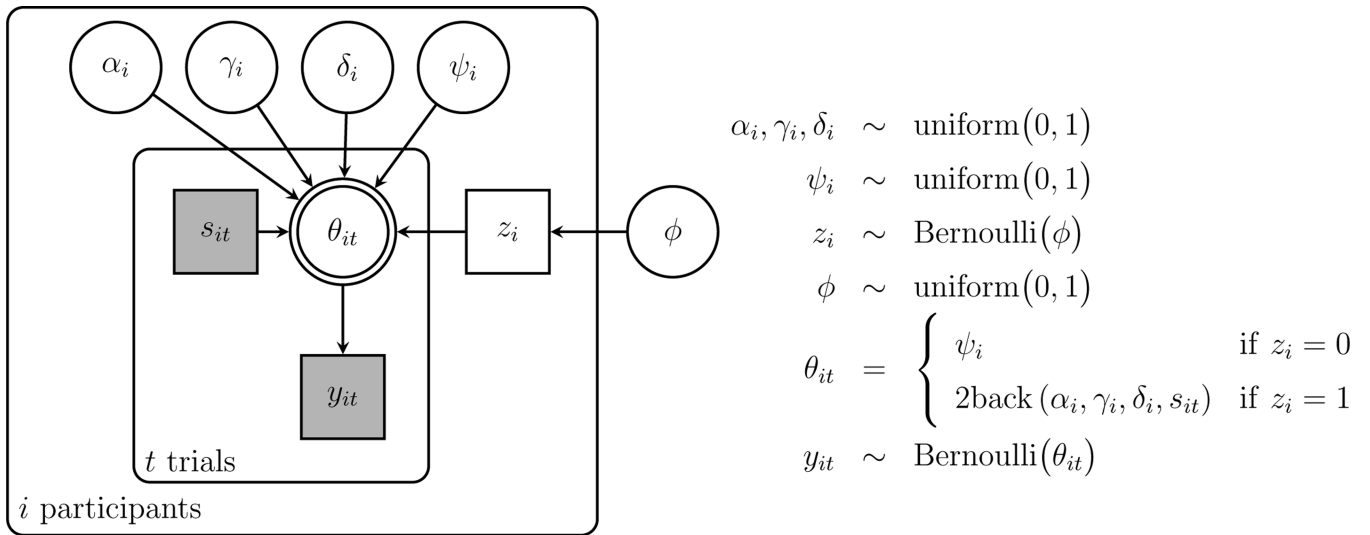 αᵢ γᵢ δᵢ ψᵢ
sᵢₜ θᵢₜ zᵢ ϕ
yᵢₜ
t trials
i participants
αᵢ, γᵢ, δᵢ ∼ uniform(0, 1)
ψᵢ ∼ uniform(0, 1)
zᵢ ∼ Bernoulli(ϕ)
ϕ ∼ uniform(0, 1)
θᵢₜ = {
ψᵢ if zᵢ = 0
2back (αᵢ, γᵢ, δᵢ, sᵢₜ) if zᵢ = 1
yᵢₜ ∼ Bernoulli(θᵢₜ)